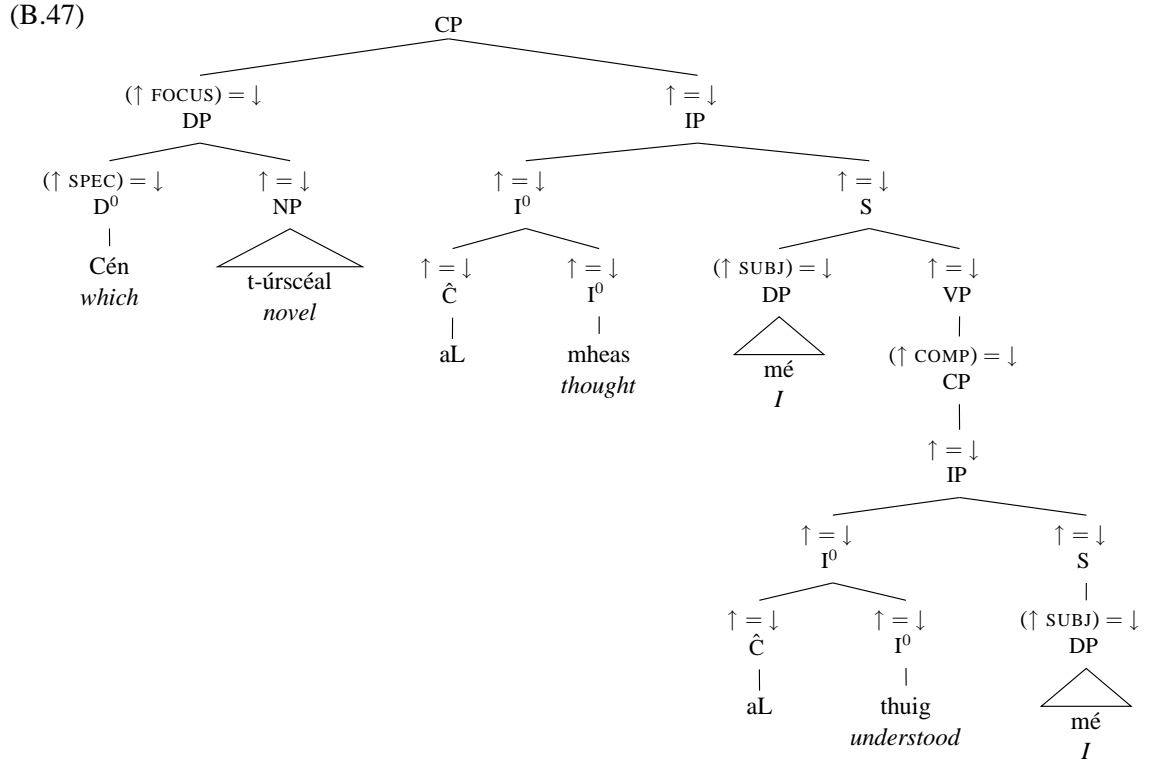 (B.47)
CP
(↑ FOCUS) = ↓ ↑ = ↓
DP IP
(↑ SPEC) = ↓ ↑ = ↓ ↑ = ↓ ↑ = ↓
D⁰ NP I⁰ S
Cén t-úrscéal ↑ = ↓ ↑ = ↓ (↑ SUBJ) = ↓ ↑ = ↓
which novel Ĉ I⁰ DP VP
aL mheas mé (↑ COMP) = ↓
thought I CP
↑ = ↓
IP
↑ = ↓ ↑ = ↓
I⁰ S
↑ = ↓ ↑ = ↓ (↑ SUBJ) = ↓
Ĉ I⁰ DP
aL thuig mé
understood I